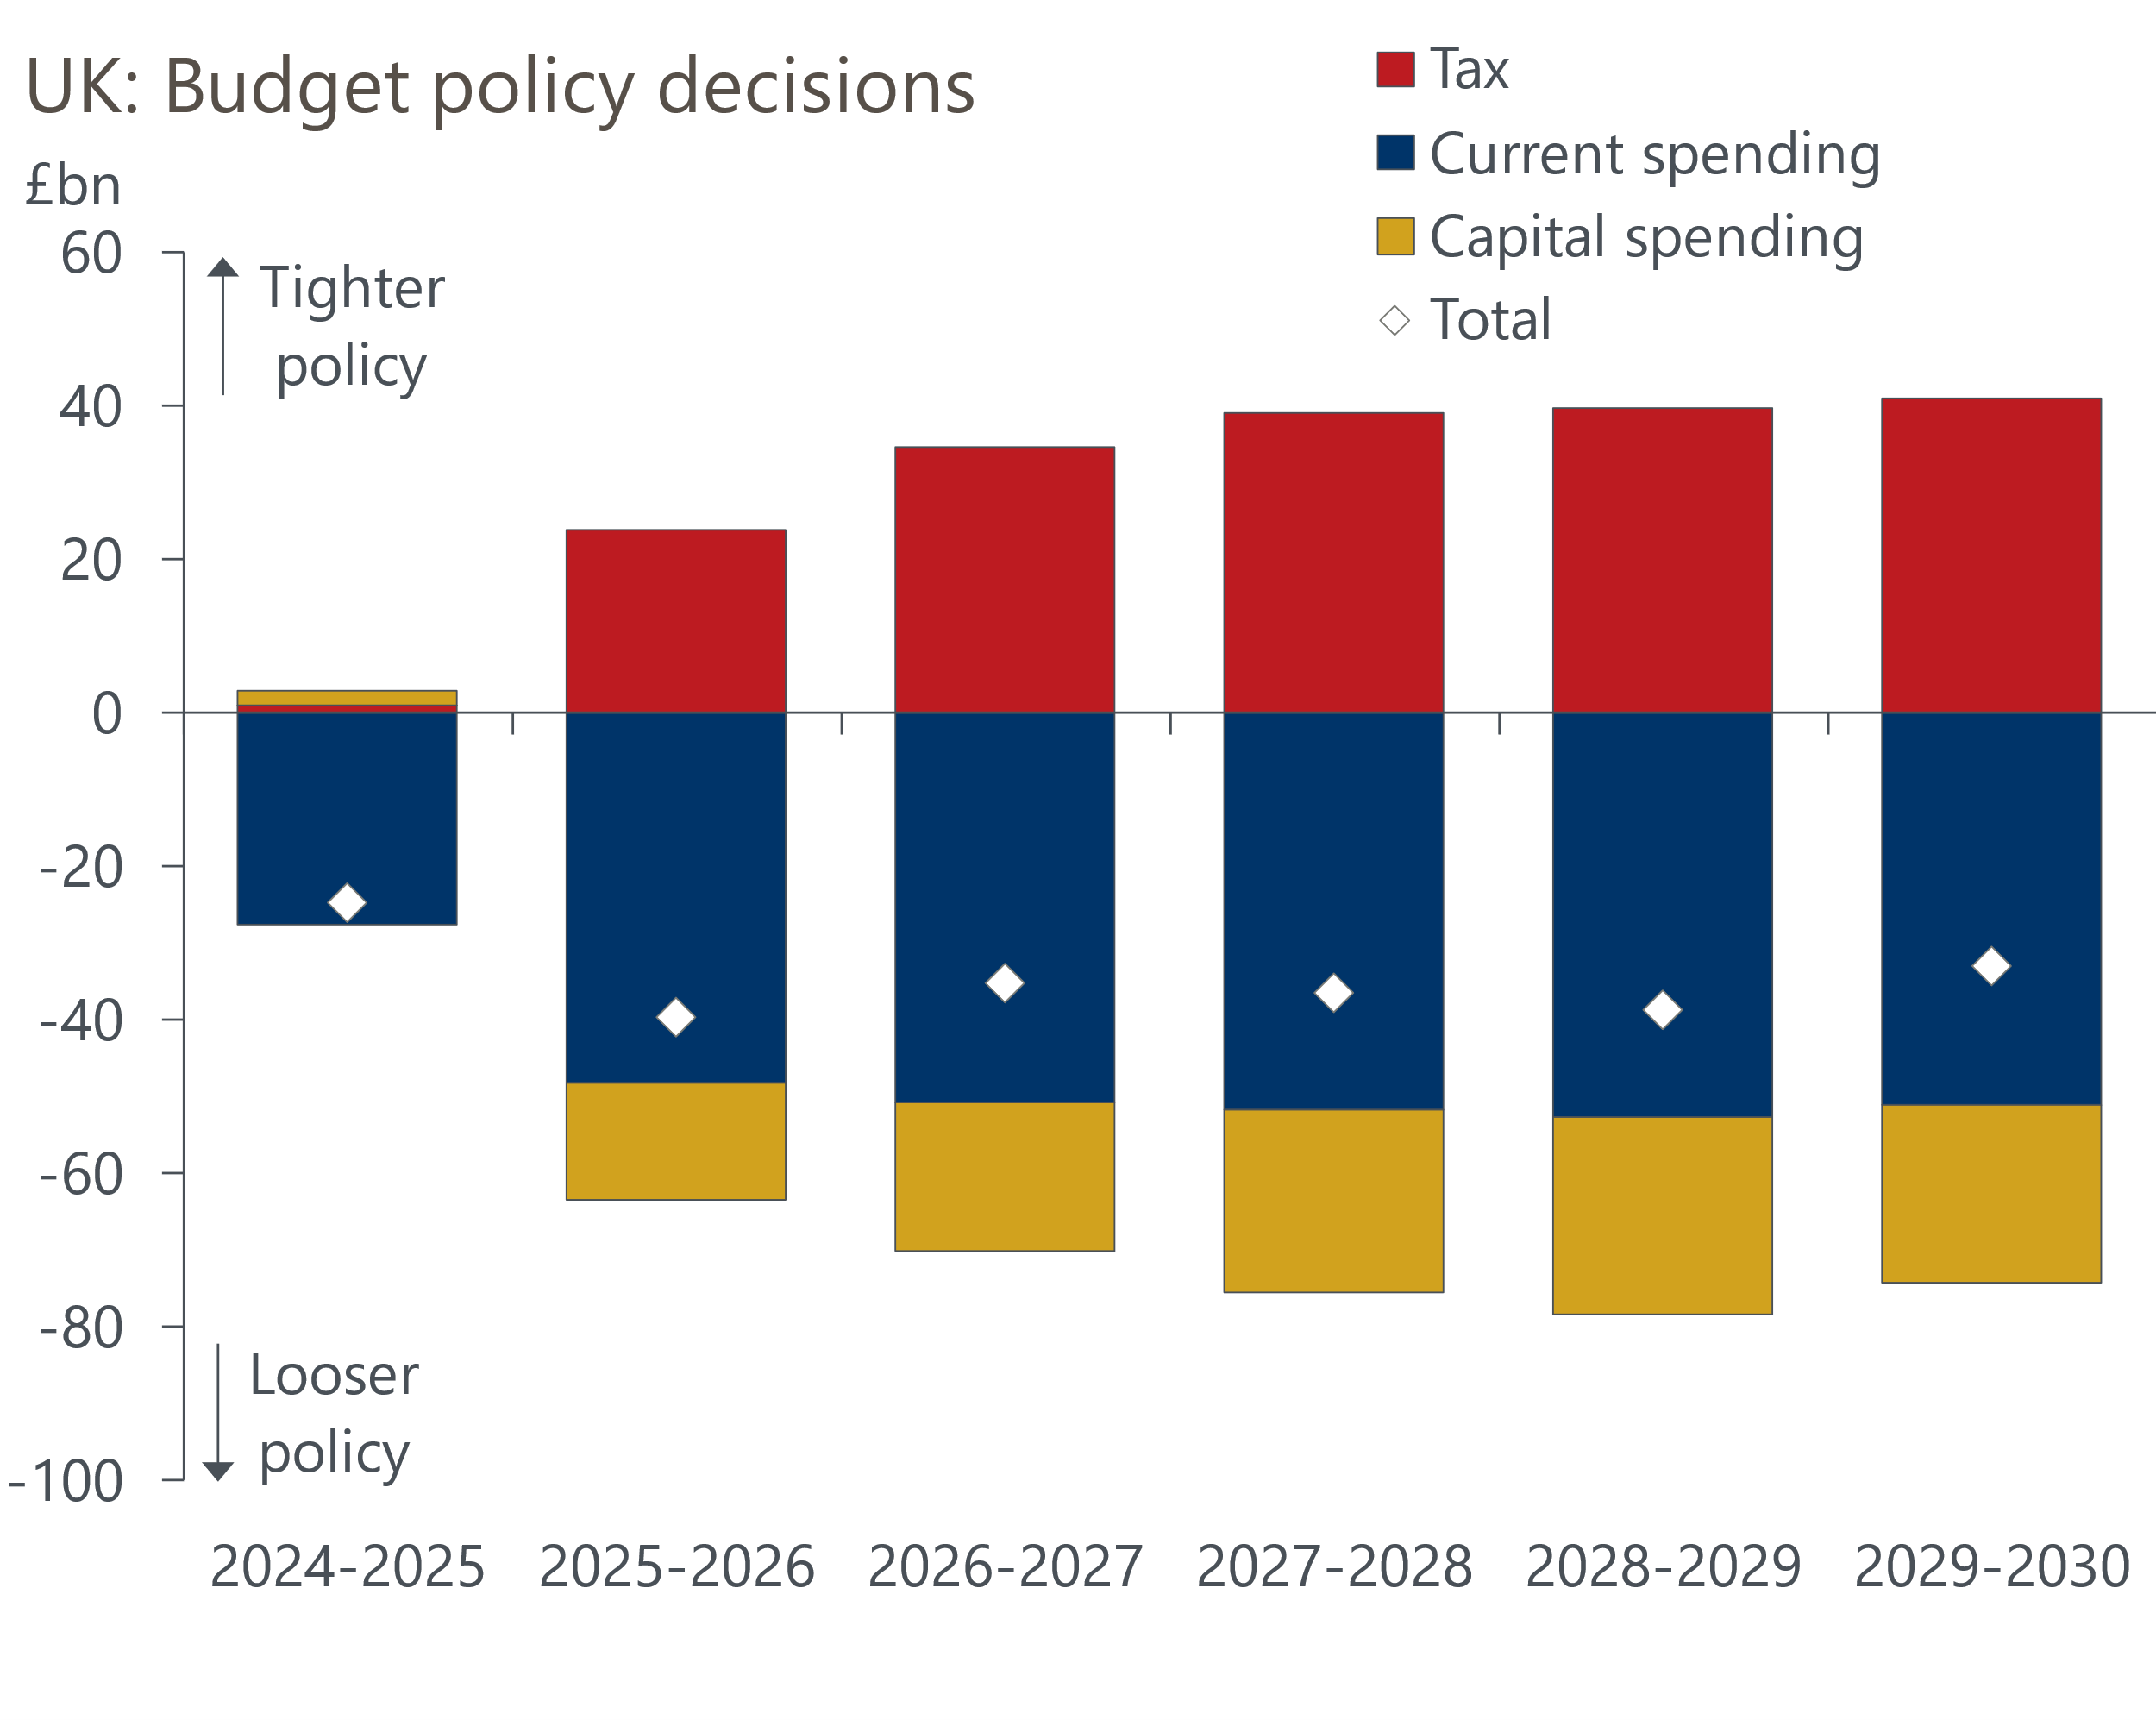 UK: Budget policy decisions
£bn
Tax
Current spending
Capital spending
Total
60
40
20
0
-20
-40
-60
-80
-100
Tighter
policy
Looser
policy
2024-2025 2025-2026 2026-2027 2027-2028 2028-2029 2029-2030